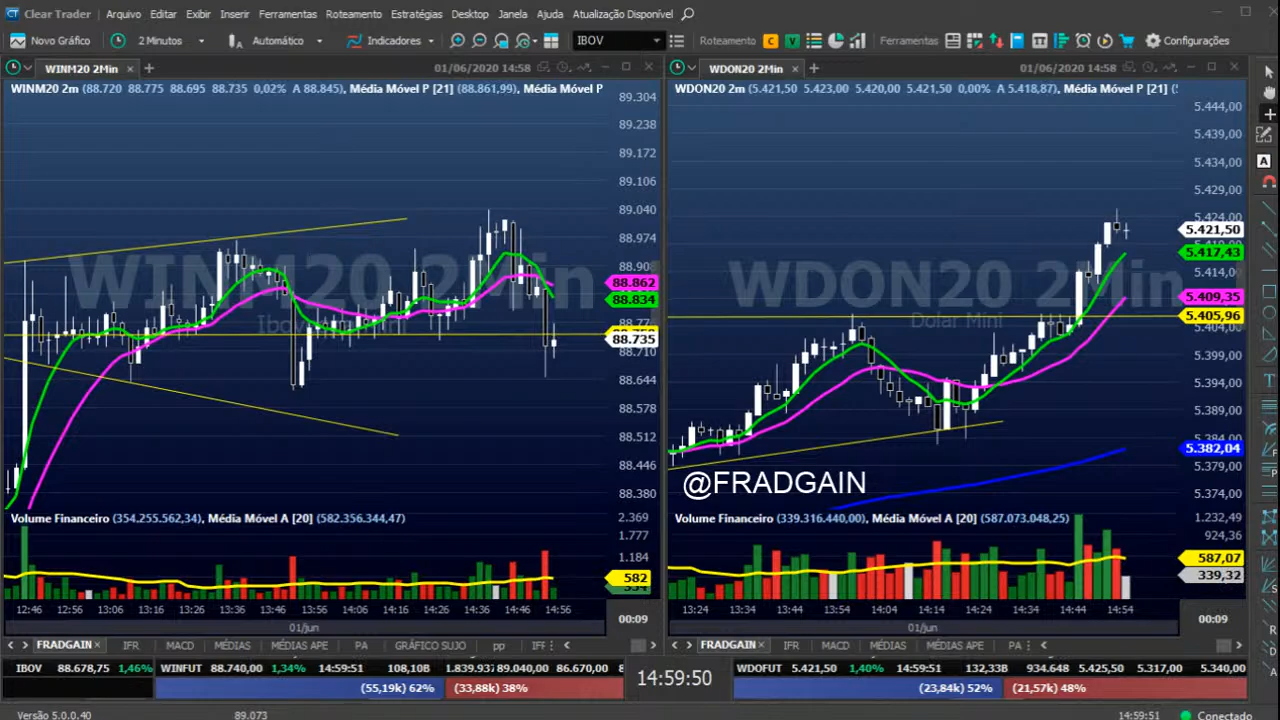 Clear Trader Arquivo Editar Exibir Inserir Ferramentas Roteamento Estratégias Desktop Janela Ajuda Atualização Disponível
Novo Gráfico 2 Minutos Automático Indicadores IBOV Roteamento Ferramentas Configurações
WINM20 2Min 01/06/2020 14:58
WINM20 2m (88.720 88.775 88.695 88.735 0,02% A 88.845) Média Móvel P [21] (88.861,99), Média Móvel P
89.304
89.238
89.172
89.106
89.040
88.974
88.862
88.834
88.735
88.710
88.644
88.578
88.512
88.446
88.380
WINM20 2Min
Volume Financeiro (354.255.562,34), Média Móvel A [20] (582.356.344,47)
2.369
1.777
1.184
582
12:46 12:56 13:06 13:16 13:26 13:36 13:46 13:56 14:06 14:16 14:26 14:36 14:46 14:56
00:09
01/jun
FRADGAIN IFR MACD MÉDIAS MÉDIAS APE PA GRÁFICO SUJO pp IFF
WDON20 2Min 01/06/2020 14:58
WDON20 2m (5.421,50 5.423,00 5.420,00 5.421,50 0,00% A 5.418,87) Média Móvel P [21]
5.444,00
5.439,00
5.434,00
5.429,00
5.424,00
5.421,50
5.417,43
5.414,00
5.409,35
5.405,96
5.404,00
5.399,00
5.394,00
5.389,00
5.384,00
5.382,04
5.379,00
5.374,00
WDON20 2Min
Dolar Mini
@FRADGAIN
Volume Financeiro (339.316.440,00), Média Móvel A [20] (587.073.048,25)
1.232,49
924,36
587,07
339,32
13:24 13:34 13:44 13:54 14:04 14:14 14:24 14:34 14:44 14:54
00:09
01/jun
FRADGAIN IFR MACD MÉDIAS MÉDIAS APE PA
IBOV 88.678,75 1,46% WINFUT 88.740,00 1,34% 14:59:51 108,10B 1.839.937 89.040,00 86.670,00
(55,19k) 62% (33,88k) 38%
14:59:50
WDOFUT 5.421,50 1,40% 14:59:51 132,33B 934.648 5.425,50 5.317,00 5.340,00
(23,84k) 52% (21,57k) 48%
Versão 5.0.0.40 89.073 14:59:51 Conectado